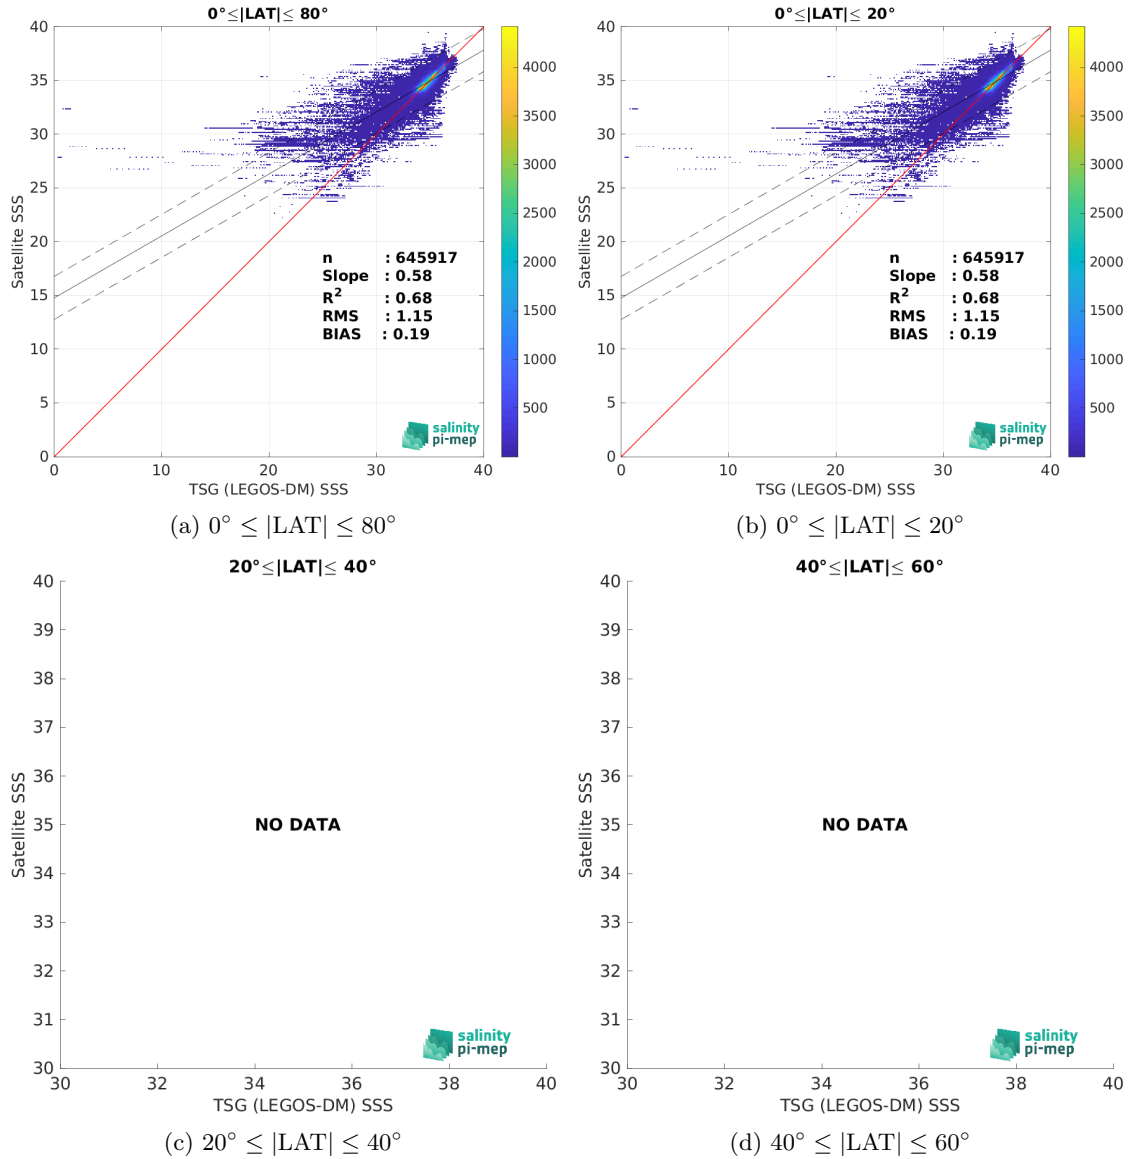 0°≤|LAT|≤ 80°
40
35
30
25
20
15
10
5
0
Satellite SSS
n : 645917
Slope : 0.58
R² : 0.68
RMS : 1.15
BIAS : 0.19
salinity
pi-mep
0 10 20 30 40
TSG (LEGOS-DM) SSS
4000
3500
3000
2500
2000
1500
1000
500
(a) 0° ≤ |LAT| ≤ 80°
0°≤|LAT|≤ 20°
40
35
30
25
20
15
10
5
0
Satellite SSS
n : 645917
Slope : 0.58
R² : 0.68
RMS : 1.15
BIAS : 0.19
salinity
pi-mep
0 10 20 30 40
TSG (LEGOS-DM) SSS
4000
3500
3000
2500
2000
1500
1000
500
(b) 0° ≤ |LAT| ≤ 20°
20°≤|LAT|≤ 40°
40
39
38
37
36
35
34
33
32
31
30
Satellite SSS
NO DATA
salinity
pi-mep
30 32 34 36 38 40
TSG (LEGOS-DM) SSS
(c) 20° ≤ |LAT| ≤ 40°
40°≤|LAT|≤ 60°
40
39
38
37
36
35
34
33
32
31
30
Satellite SSS
NO DATA
salinity
pi-mep
30 32 34 36 38 40
TSG (LEGOS-DM) SSS
(d) 40° ≤ |LAT| ≤ 60°